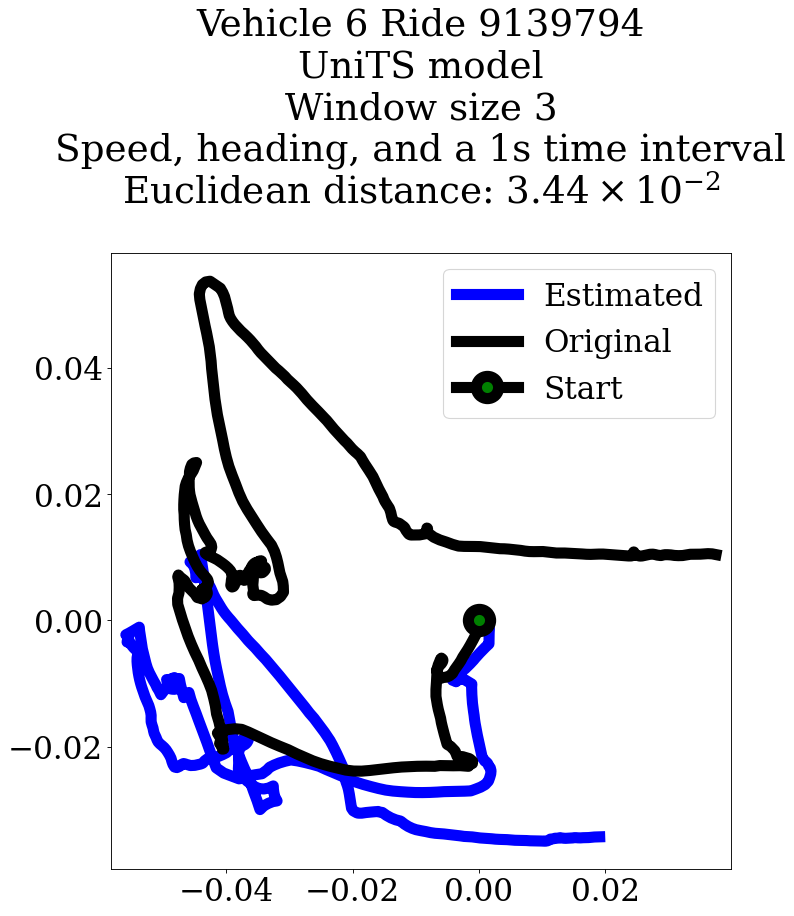 Vehicle 6 Ride 9139794
UniTS model
Window size 3
Speed, heading, and a 1s time interval
Euclidean distance: 3.44 × 10⁻²
Estimated
Original
Start
0.04
0.02
0.00
−0.02
−0.04 −0.02 0.00 0.02